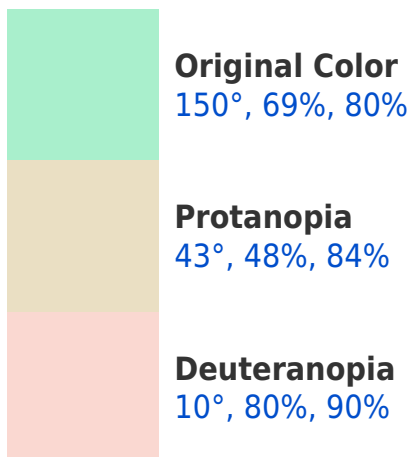 Original Color
150°, 69%, 80%
Protanopia
43°, 48%, 84%
Deuteranopia
10°, 80%, 90%